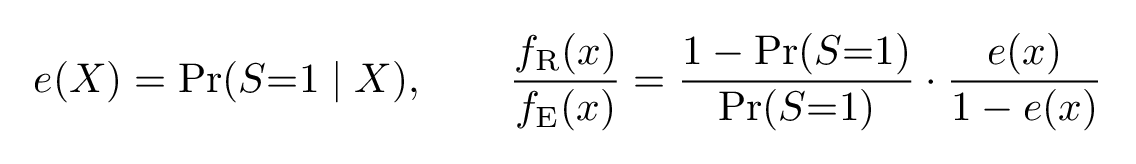 e(X) = Pr(S=1 | X), f_R(x)/f_E(x) = (1 − Pr(S=1))/Pr(S=1) · e(x)/(1 − e(x))